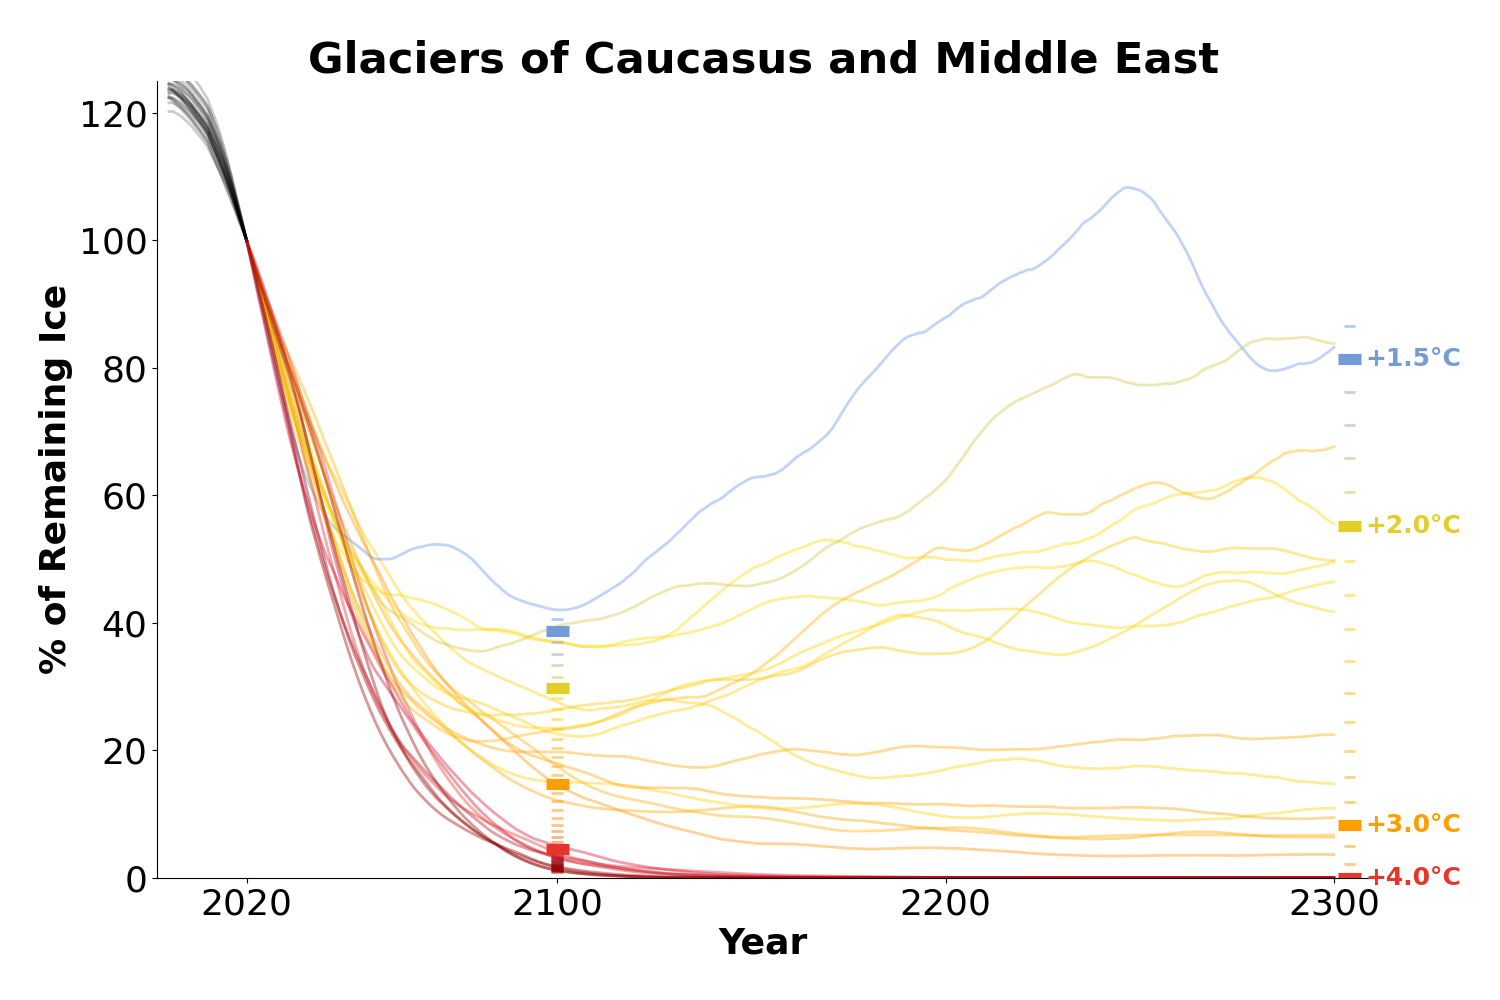 Glaciers of Caucasus and Middle East
120
100
80
60
40
20
0
% of Remaining Ice
+1.5°C
+2.0°C
+3.0°C
+4.0°C
2020
2100
2200
2300
Year